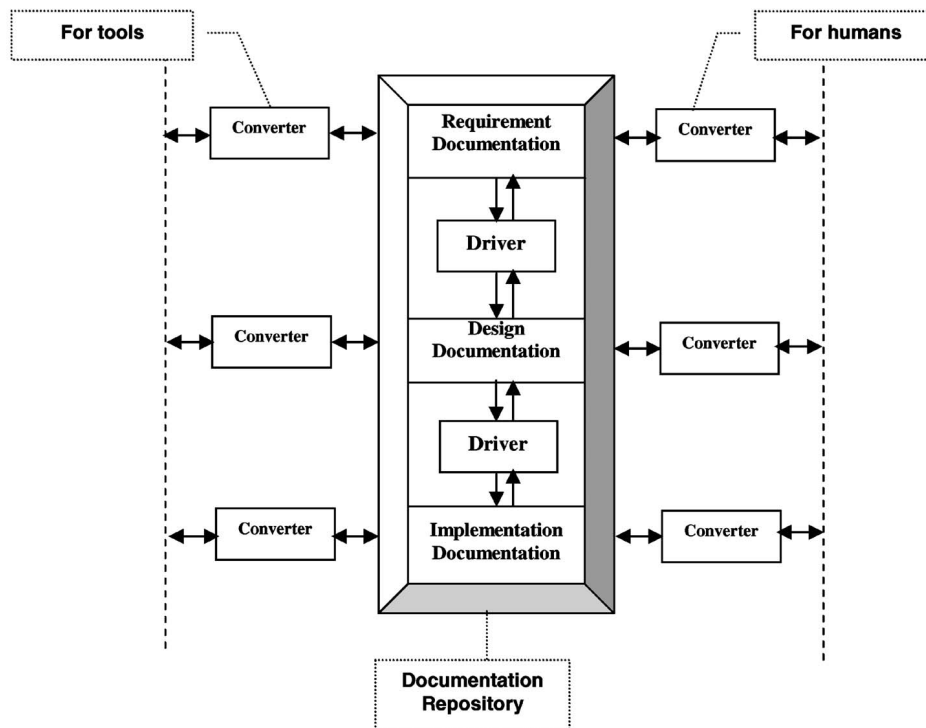 For tools
For humans
Converter
Requirement
Documentation
Converter
Driver
Converter
Design
Documentation
Converter
Driver
Converter
Implementation
Documentation
Converter
Documentation
Repository